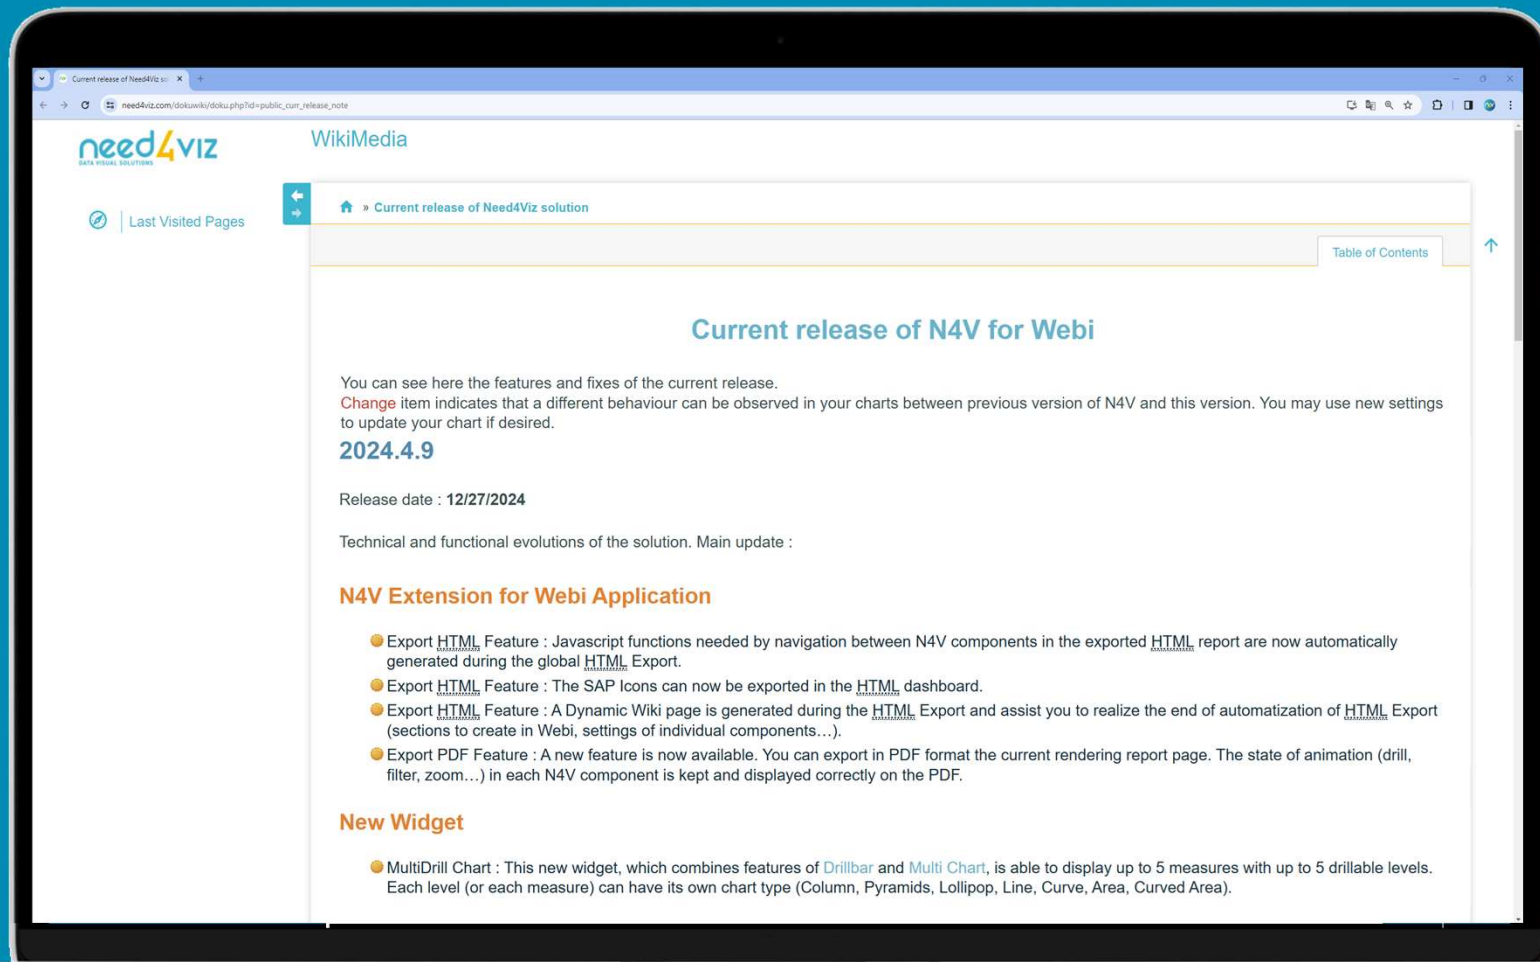 Current release of Need4Viz so
need4viz.com/dokuwiki/doku.php?id=public_curr_release_note
need4viz
DATA VISUAL SOLUTIONS
WikiMedia
Last Visited Pages
» Current release of Need4Viz solution
Table of Contents
Current release of N4V for Webi
You can see here the features and fixes of the current release.
Change item indicates that a different behaviour can be observed in your charts between previous version of N4V and this version. You may use new settings
to update your chart if desired.
2024.4.9
Release date : 12/27/2024
Technical and functional evolutions of the solution. Main update :
N4V Extension for Webi Application
Export HTML Feature : Javascript functions needed by navigation between N4V components in the exported HTML report are now automatically
generated during the global HTML Export.
Export HTML Feature : The SAP Icons can now be exported in the HTML dashboard.
Export HTML Feature : A Dynamic Wiki page is generated during the HTML Export and assist you to realize the end of automatization of HTML Export
(sections to create in Webi, settings of individual components…).
Export PDF Feature : A new feature is now available. You can export in PDF format the current rendering report page. The state of animation (drill,
filter, zoom…) in each N4V component is kept and displayed correctly on the PDF.
New Widget
MultiDrill Chart : This new widget, which combines features of Drillbar and Multi Chart, is able to display up to 5 measures with up to 5 drillable levels.
Each level (or each measure) can have its own chart type (Column, Pyramids, Lollipop, Line, Curve, Area, Curved Area).